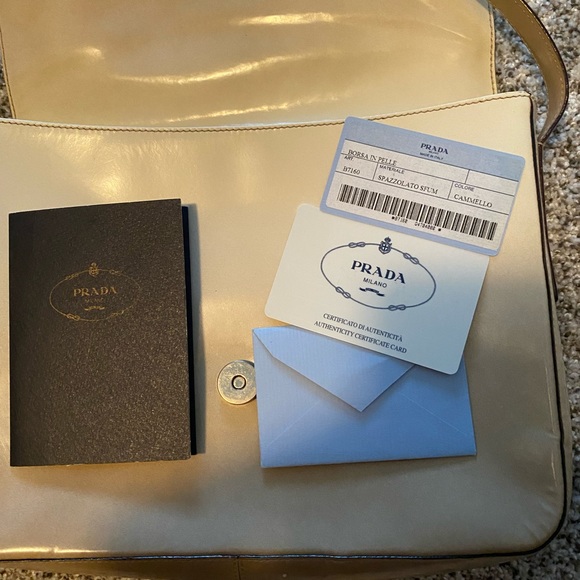 PRADA
MILANO
PRADA
MADE IN ITALY
BORSA IN PELLE
ART
MATERIALE
COLORE
BT160
SPAZZOLATO SFUM
CAMMELLO
PRADA
MILANO
CERTIFICATO DI AUTENTICITÀ
AUTHENTICITY CERTIFICATE CARD